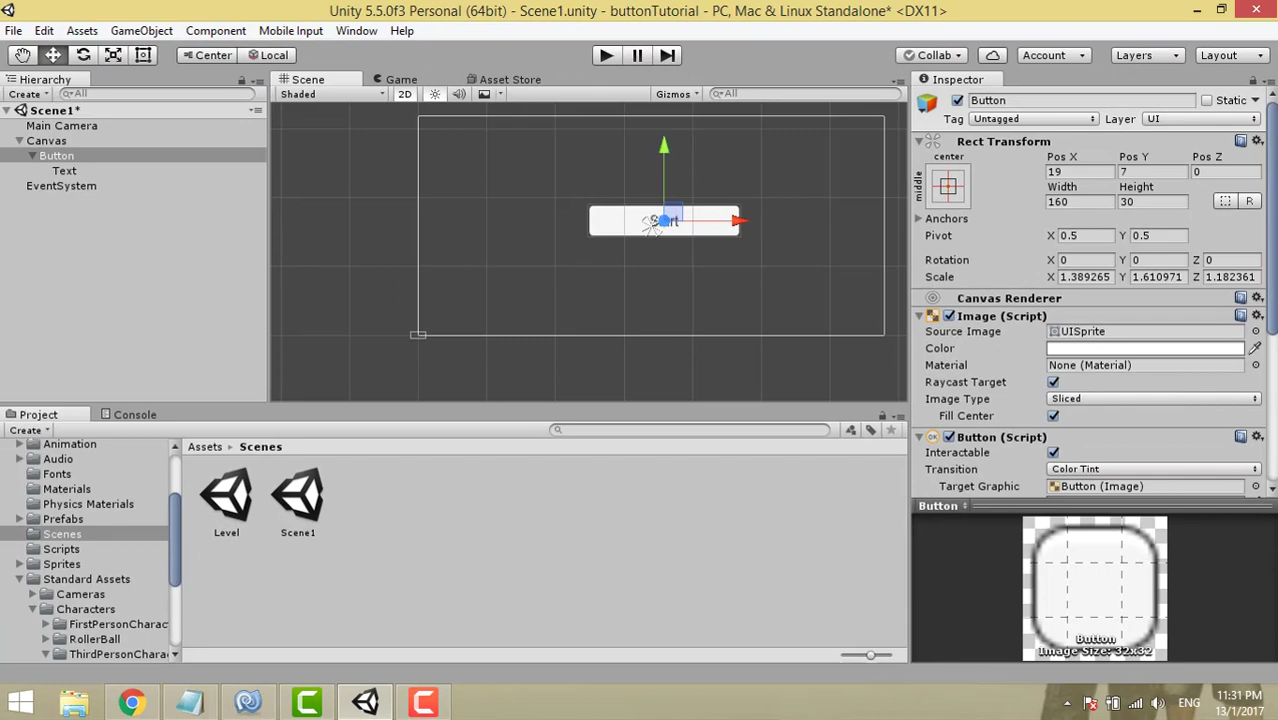 Unity 5.5.0f3 Personal (64bit) - Scene1.unity - buttonTutorial - PC, Mac & Linux Standalone* <DX11>
File Edit Assets GameObject Component Mobile Input Window Help
Center Local Collab Account Layers Layout
Hierarchy
Create All
Scene1*
Main Camera
Canvas
Button
Text
EventSystem
Scene Game Asset Store
Shaded 2D Gizmos All
Inspector
Button Static
Tag Untagged Layer UI
Rect Transform
center
middle
Pos X Pos Y Pos Z
19 7 0
Width Height
160 30 R
Anchors
Pivot X 0.5 Y 0.5
Rotation X 0 Y 0 Z 0
Scale X 1.389265 Y 1.610971 Z 1.182361
Canvas Renderer
Image (Script)
Source Image UISprite
Color
Material None (Material)
Raycast Target
Image Type Sliced
Fill Center
OK Button (Script)
Interactable
Transition Color Tint
Target Graphic Button (Image)
Button
Button
Image Size: 32x32
Project Console
Create
Animation
Audio
Fonts
Materials
Physics Materials
Prefabs
Scenes
Scripts
Sprites
Standard Assets
Cameras
Characters
FirstPersonCharac
RollerBall
ThirdPersonChara
Assets Scenes
Level Scene1
C C
ENG
11:31 PM
13/1/2017